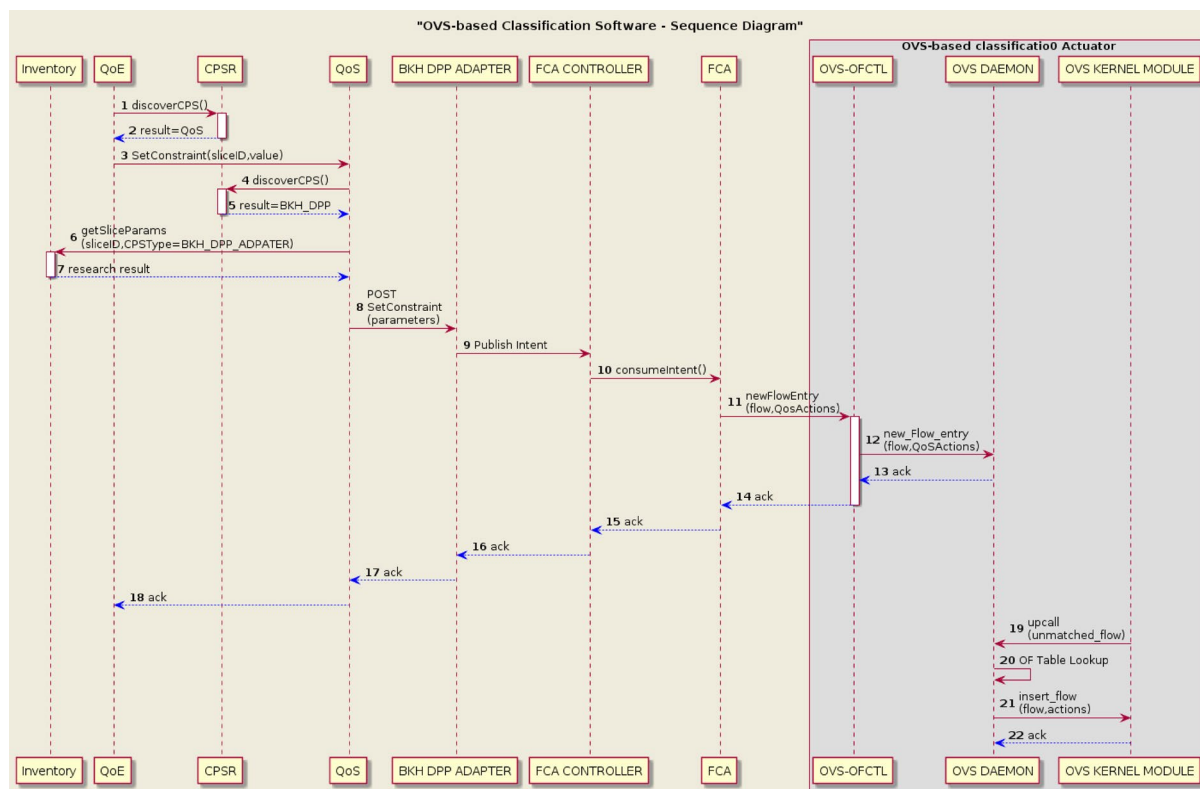 "OVS-based Classification Software - Sequence Diagram"
OVS-based classificatio0 Actuator
Inventory QoE CPSR QoS BKH DPP ADAPTER FCA CONTROLLER FCA OVS-OFCTL OVS DAEMON OVS KERNEL MODULE
1 discoverCPS()
2 result=QoS
3 SetConstraint(sliceID,value)
4 discoverCPS()
5 result=BKH_DPP
6 getSliceParams
(sliceID,CPSType=BKH_DPP_ADPATER)
7 research result
POST
8 SetConstraint
(parameters)
9 Publish Intent
10 consumeIntent()
11 newFlowEntry
(flow,QosActions)
12 new_Flow_entry
(flow,QoSActions)
13 ack
14 ack
15 ack
16 ack
17 ack
18 ack
19 upcall
(unmatched_flow)
20 OF Table Lookup
21 insert_flow
(flow,actions)
22 ack
Inventory QoE CPSR QoS BKH DPP ADAPTER FCA CONTROLLER FCA OVS-OFCTL OVS DAEMON OVS KERNEL MODULE